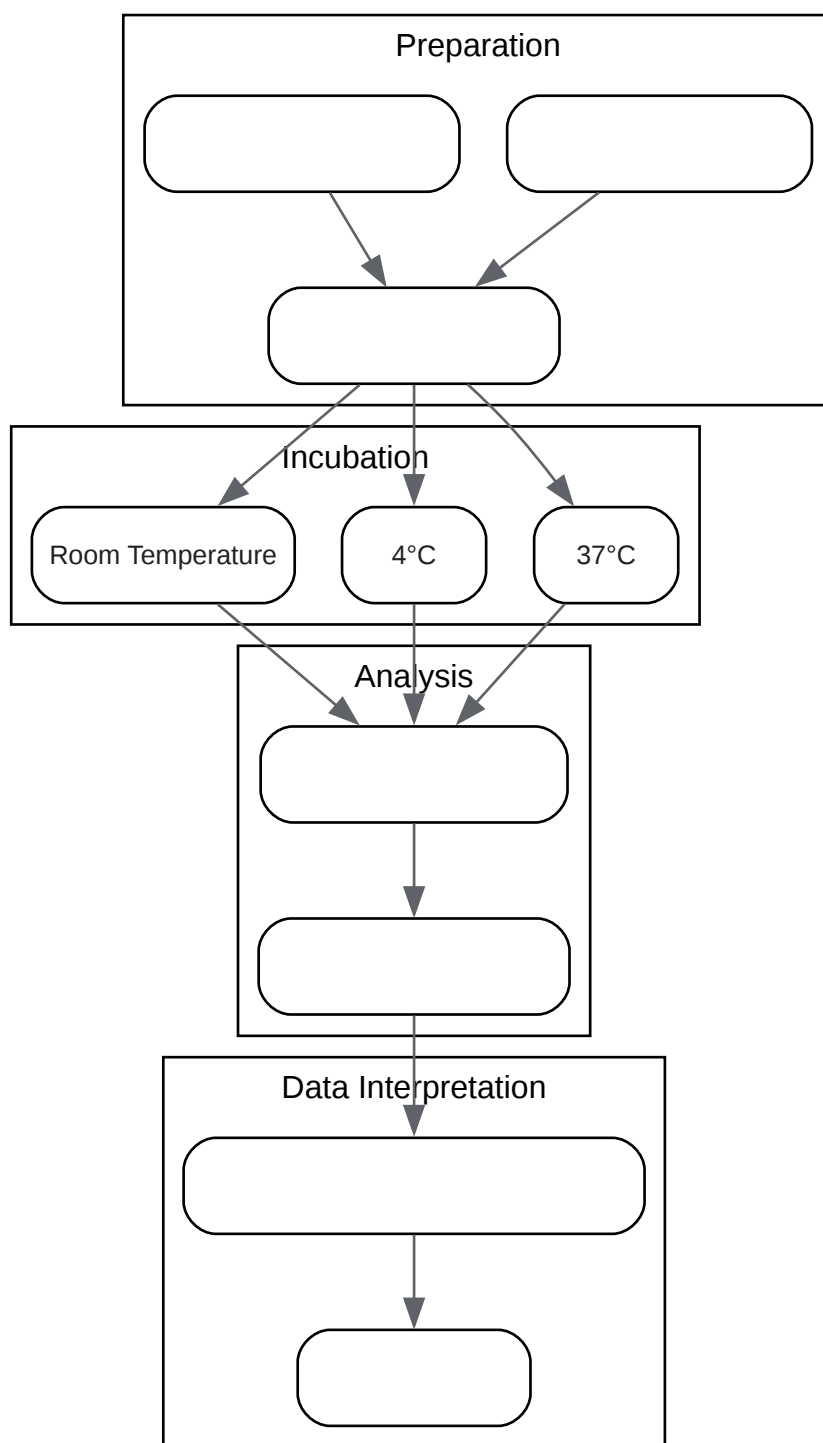 Preparation
Incubation
Room Temperature
4°C
37°C
Analysis
Data Interpretation